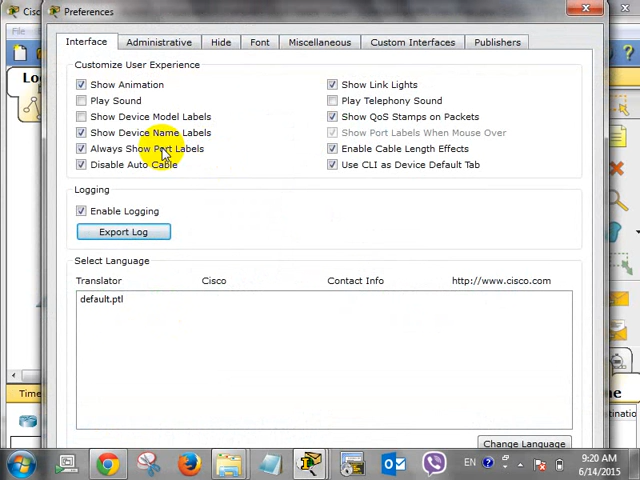 Cisc
Preferences
File
Interface
Administrative
Hide
Font
Miscellaneous
Custom Interfaces
Publishers
Customize User Experience
Show Animation
Show Link Lights
Play Sound
Play Telephony Sound
Show Device Model Labels
Show QoS Stamps on Packets
Show Device Name Labels
Show Port Labels When Mouse Over
Always Show Port Labels
Enable Cable Length Effects
Disable Auto Cable
Use CLI as Device Default Tab
Logging
Enable Logging
Export Log
Select Language
Translator
Cisco
Contact Info
http://www.cisco.com
default.ptl
Time
Change Language
EN
9:20 AM
6/14/2015